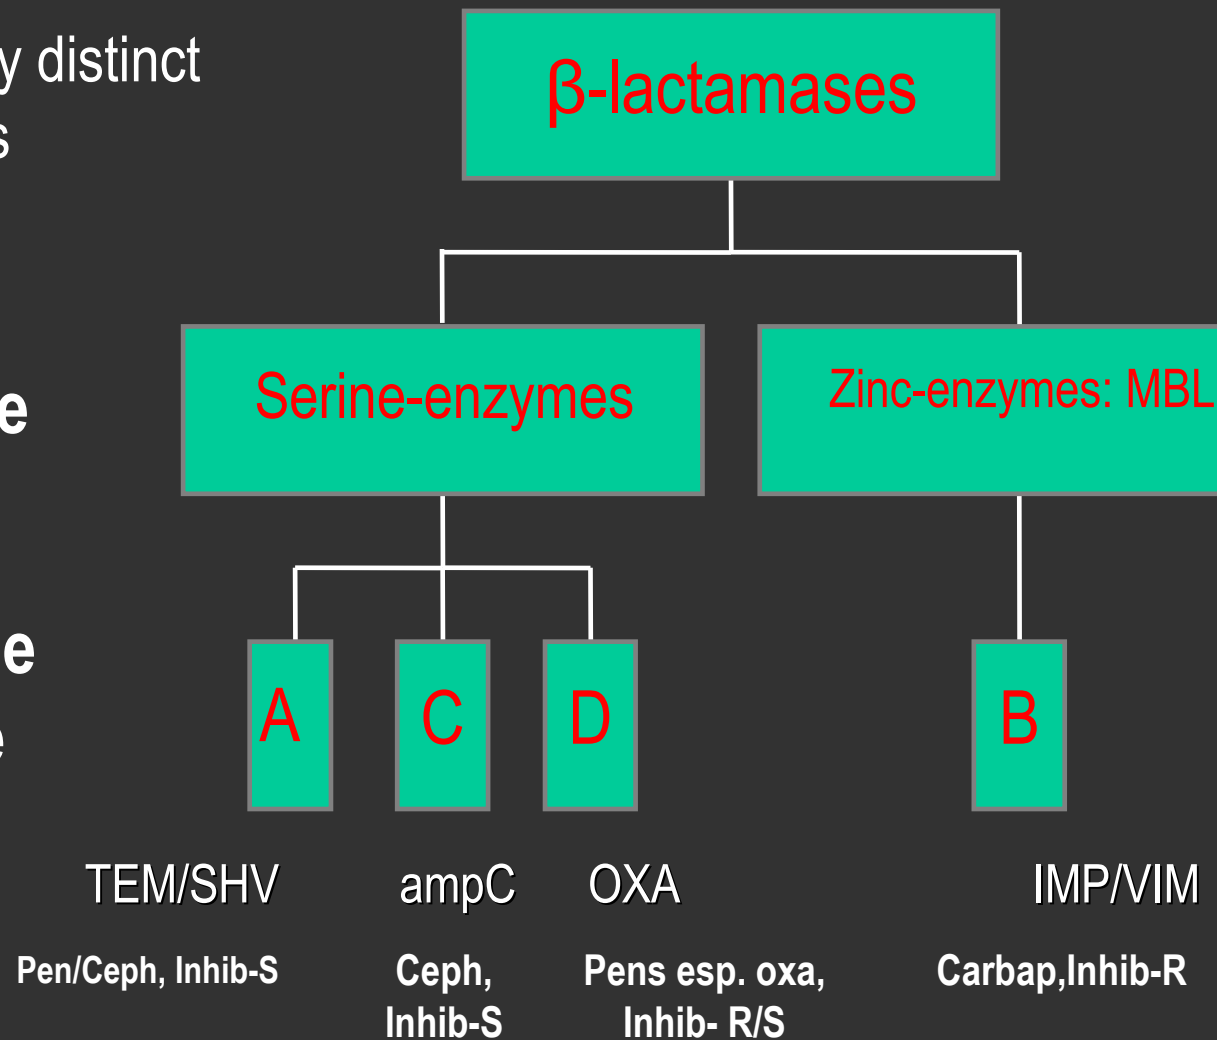 y distinct
s
β-lactamases
Serine-enzymes
Zinc-enzymes: MBL
e
e
e
A
C
D
B
TEM/SHV
ampC
OXA
IMP/VIM
Pen/Ceph, Inhib-S
Ceph,
Inhib-S
Pens esp. oxa,
Inhib- R/S
Carbap,Inhib-R